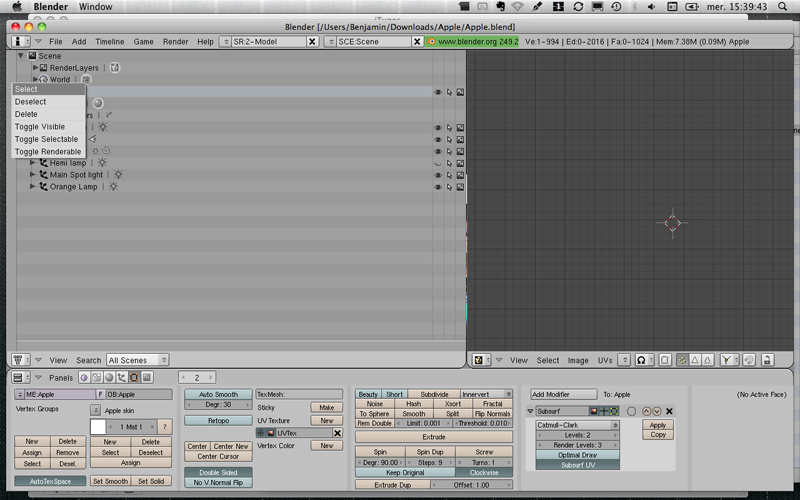 Blender Window mer. 15:39:43
Blender [/Users/Benjamin/Downloads/Apple/Apple.blend]
File Add Timeline Game Render Help SR:2-Model SCE:Scene www.blender.org 249.2 Ve:1-994 | Ed:0-2016 | Fa:0-1024 | Mem:7.38M (0.09M) Apple
Scene
RenderLayers
World
Select
Deselect
Delete
Toggle Visible
Toggle Selectable
Toggle Renderable
Hemi lamp
Main Spot light
Orange Lamp
View Search All Scenes
View Select Image UVs
Panels 2
ME:Apple F OB:Apple
Vertex Groups
Apple skin
1 Mat 1 ?
New Delete New Delete
Assign Remove Select Deselect
Select Desel. Assign
AutoTexSpace Set Smooth Set Solid
Auto Smooth
Degr: 30
Retopo
Center Center New
Center Cursor
Double Sided
No V.Normal Flip
TexMesh:
Sticky Make
UV Texture New
UVTex
Vertex Color New
Beauty Short Subdivide Innervert
Noise Hash Xsort Fractal
To Sphere Smooth Split Flip Normals
Rem Double Limit: 0.001 Threshold: 0.010
Extrude
Spin Spin Dup Screw
Degr: 90.00 Steps: 9 Turns: 1
Keep Original Clockwise
Extrude Dup Offset: 1.00
Add Modifier To: Apple
Subsurf
Catmull-Clark Apply
Levels: 2 Copy
Render Levels: 3
Optimal Draw
Subsurf UV
(No Active Face)